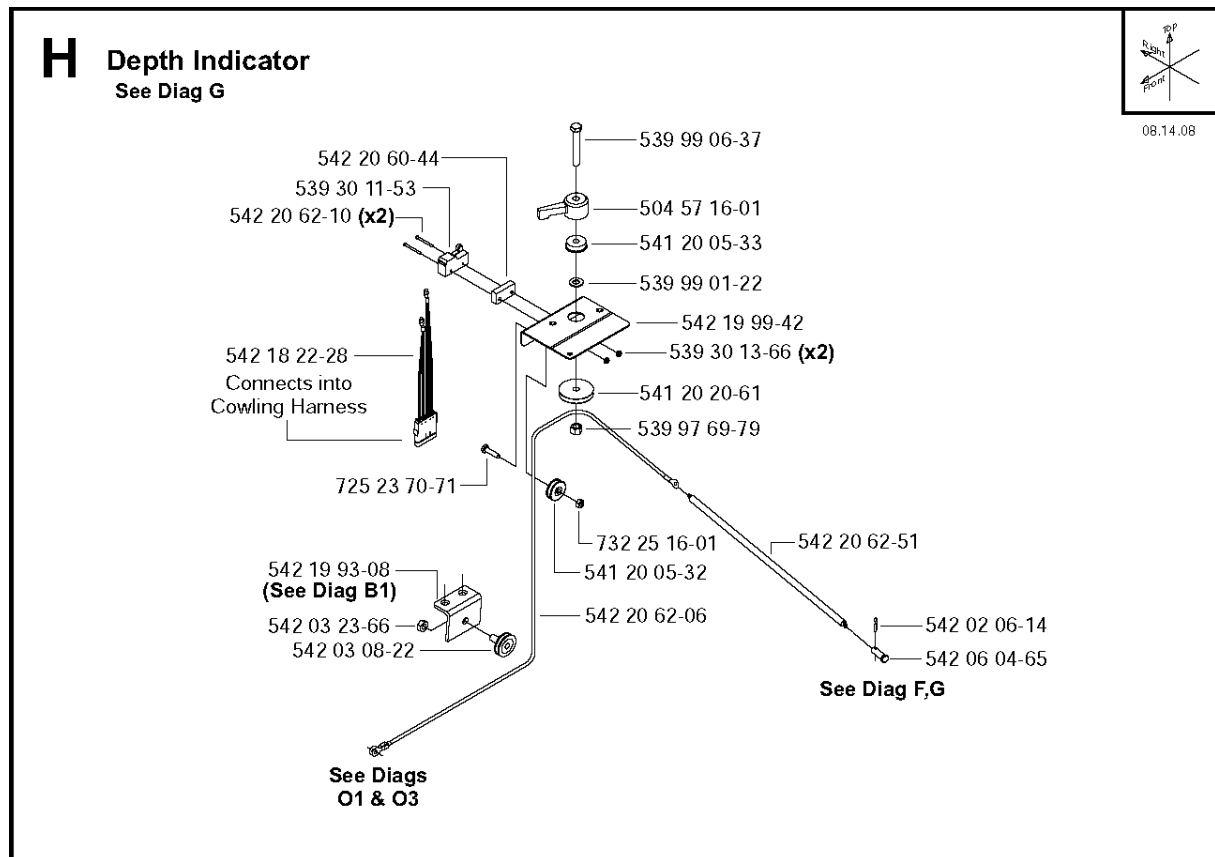 H Depth Indicator
See Diag G
Top
Right
Front
08.14.08
539 99 06-37
542 20 60-44
539 30 11-53
542 20 62-10 (x2)
504 57 16-01
541 20 05-33
539 99 01-22
542 19 99-42
539 30 13-66 (x2)
542 18 22-28
Connects into
Cowling Harness
541 20 20-61
539 97 69-79
725 23 70-71
732 25 16-01
541 20 05-32
542 20 62-51
542 19 93-08
(See Diag B1)
542 20 62-06
542 03 23-66
542 03 08-22
542 02 06-14
542 06 04-65
See Diag F,G
See Diags
O1 & O3